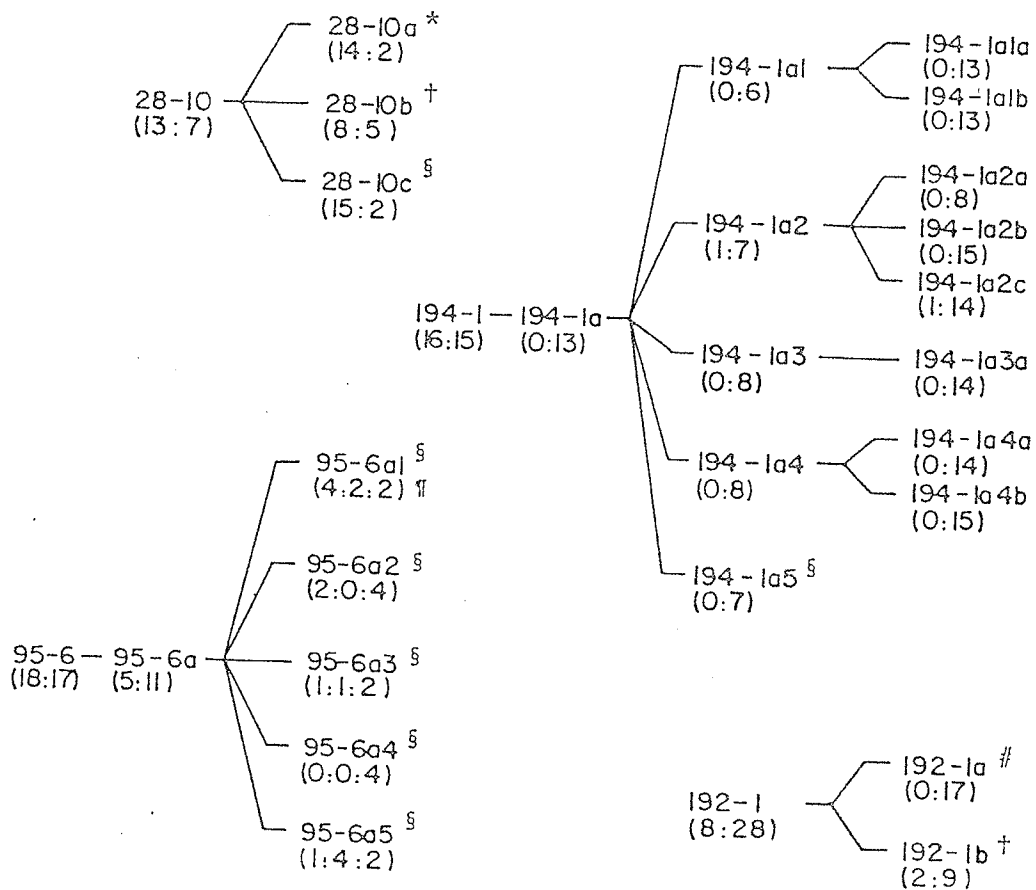 28-10a *
(14:2)
28-10
(13:7)
28-10b †
(8:5)
28-10c §
(15:2)
194-1
(16:15)
194-1a
(0:13)
194-1a1
(0:6)
194-1a1a
(0:13)
194-1a1b
(0:13)
194-1a2
(1:7)
194-1a2a
(0:8)
194-1a2b
(0:15)
194-1a2c
(1:14)
194-1a3
(0:8)
194-1a3a
(0:14)
194-1a4
(0:8)
194-1a4a
(0:14)
194-1a4b
(0:15)
194-1a5 §
(0:7)
95-6
(18:17)
95-6a
(5:11)
95-6a1 §
(4:2:2) ¶
95-6a2 §
(2:0:4)
95-6a3 §
(1:1:2)
95-6a4 §
(0:0:4)
95-6a5 §
(1:4:2)
192-1
(8:28)
192-1a #
(0:17)
192-1b †
(2:9)